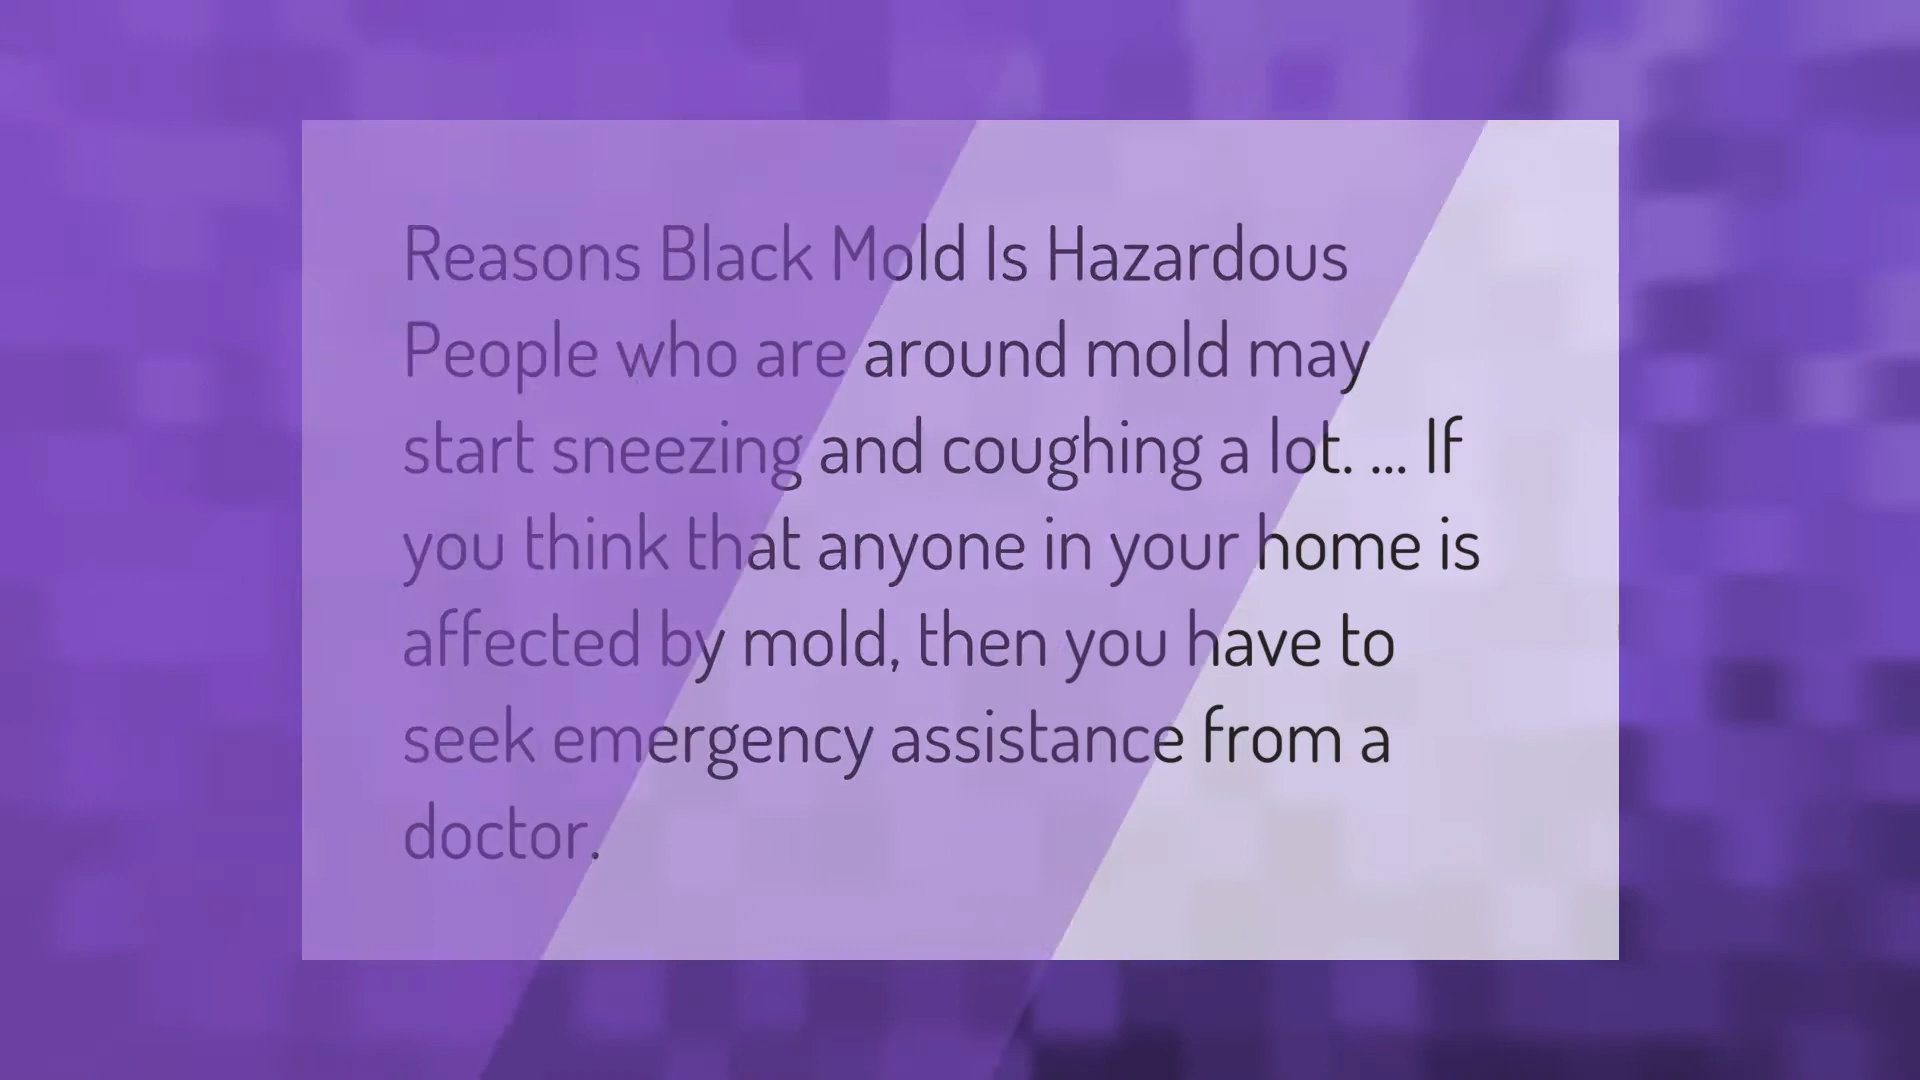 Reasons Black Mold Is Hazardous
People who are around mold may
start sneezing and coughing a lot. ... If
you think that anyone in your home is
affected by mold, then you have to
seek emergency assistance from a
doctor.